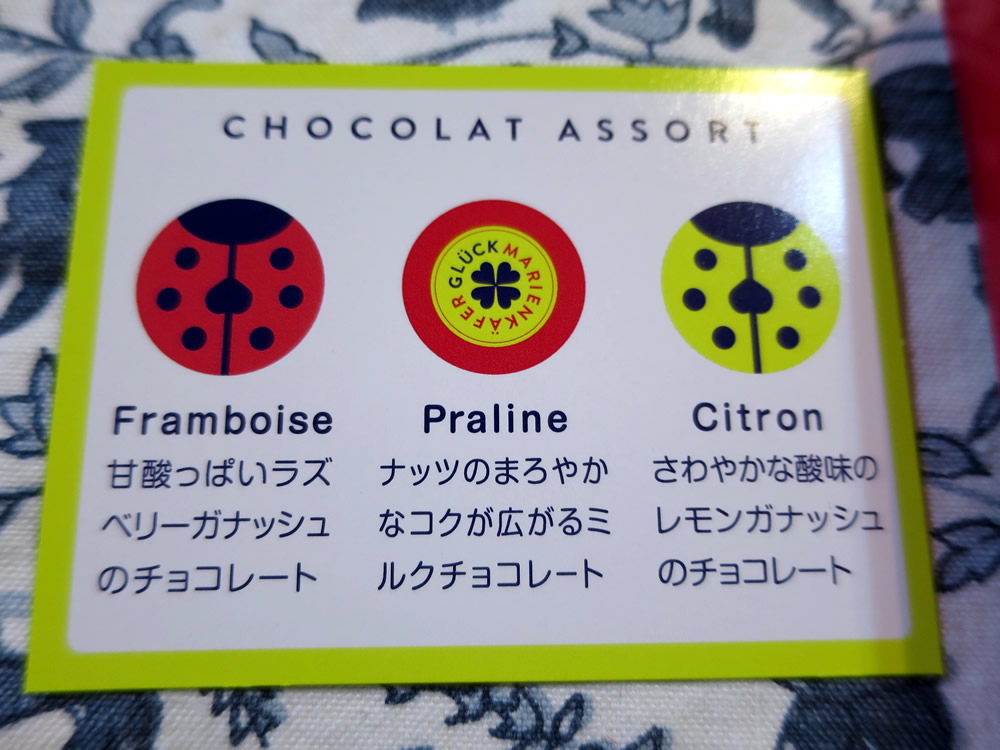 CHOCOLAT ASSORT
GLÜCK MARIENKÄFER
Framboise
甘酸っぱいラズ
ベリーガナッシュ
のチョコレート
Praline
ナッツのまろやか
なコクが広がるミ
ルクチョコレート
Citron
さわやかな酸味の
レモンガナッシュ
のチョコレート